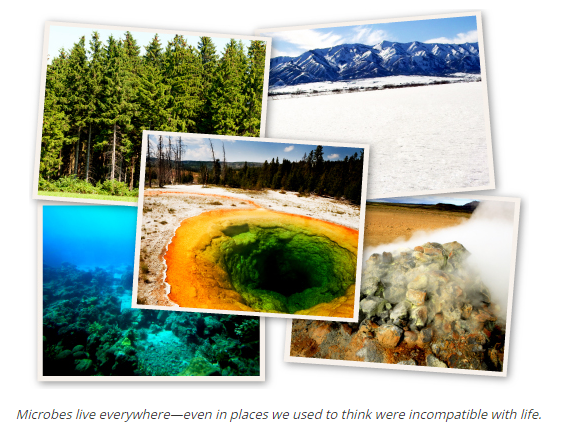 Microbes live everywhere—even in places we used to think were incompatible with life.